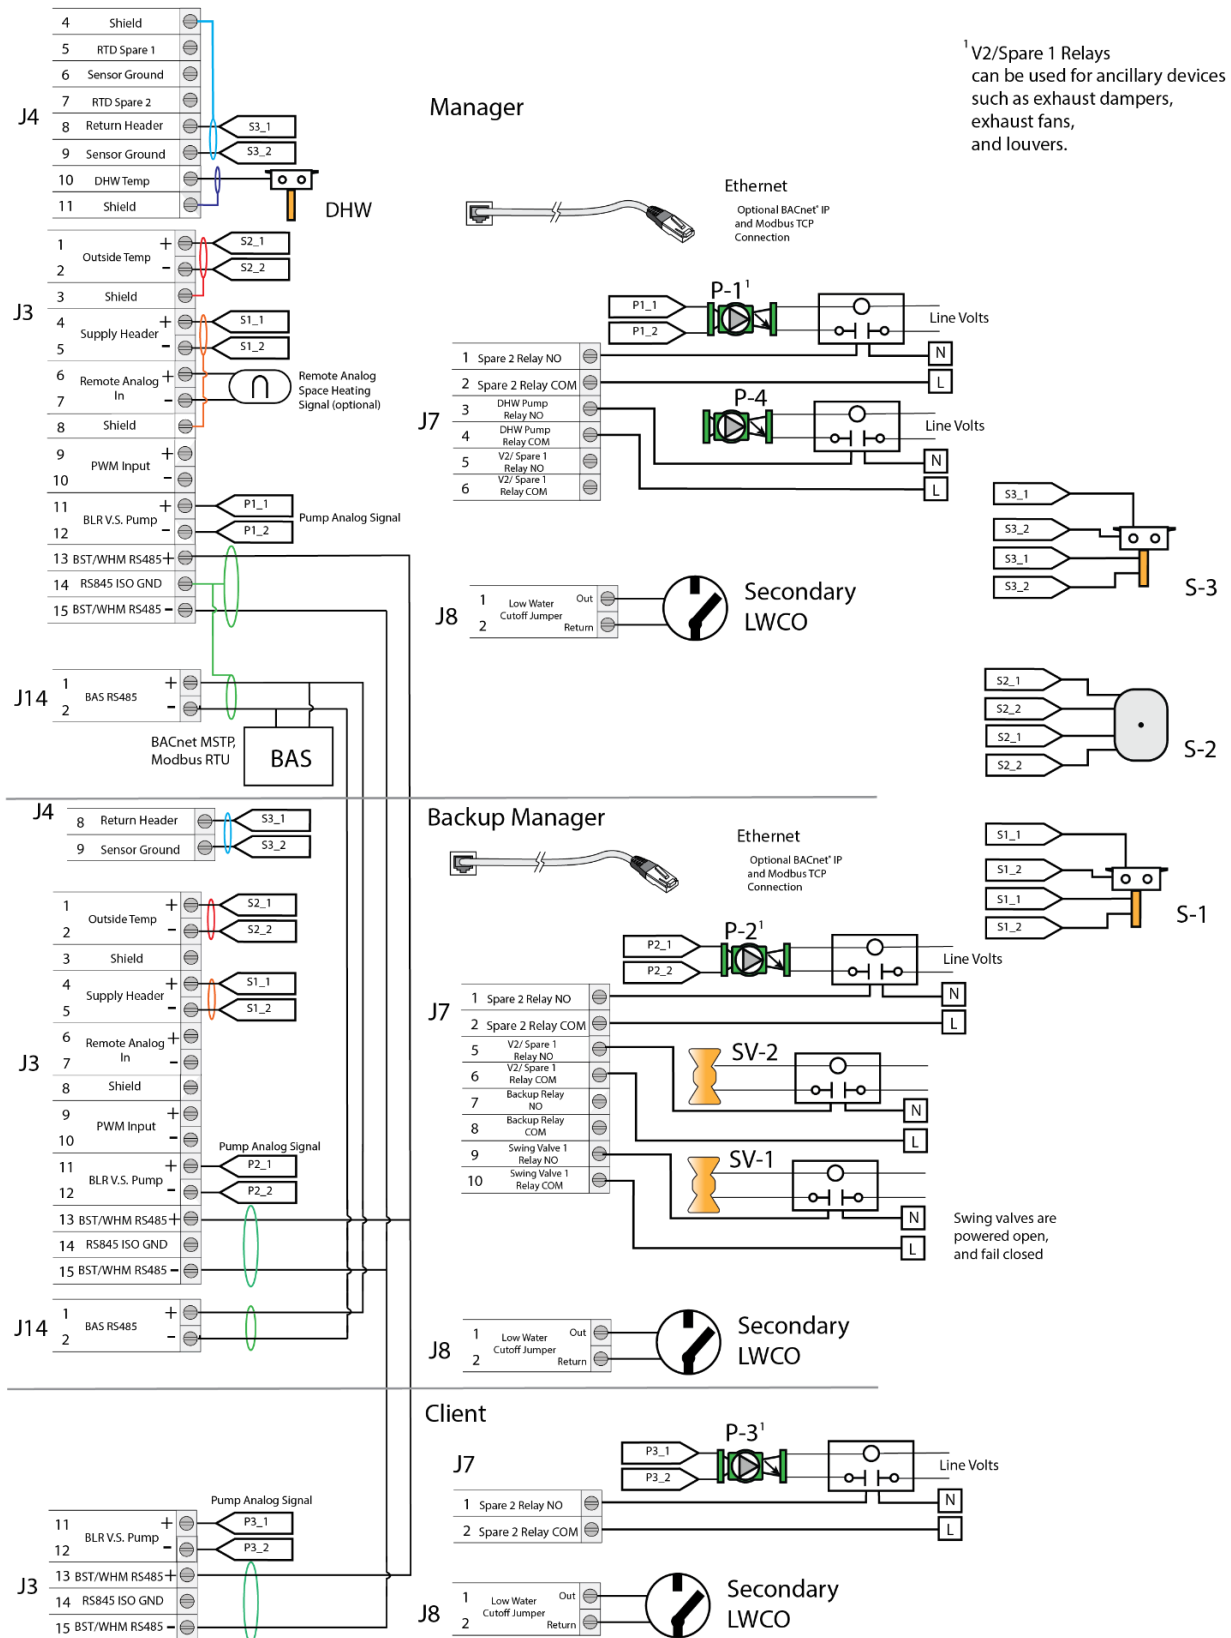 4 Shield
5 RTD Spare 1
6 Sensor Ground
7 RTD Spare 2
J4
8 Return Header S3_1
9 Sensor Ground S3_2
10 DHW Temp
11 Shield
DHW
Manager
1 V2/Spare 1 Relays
can be used for ancillary devices
such as exhaust dampers,
exhaust fans,
and louvers.
Ethernet
Optional BACnet® IP
and Modbus TCP
Connection
J3
1 + S2_1
Outside Temp
2 - S2_2
3 Shield
4 + S1_1
Supply Header
5 - S1_2
6 +
Remote Analog
In
7 -
Remote Analog
Space Heating
Signal (optional)
8 Shield
9 +
PWM Input
10 -
11 + P1_1
BLR V.S. Pump
12 - P1_2
Pump Analog Signal
13 BST/WHM RS485 +
14 RS845 ISO GND
15 BST/WHM RS485 -
J14
1 +
BAS RS485
2 -
BACnet MSTP,
Modbus RTU
BAS
P1_1
P1_2
P-1 1
Line Volts
J7
1 Spare 2 Relay NO
N
2 Spare 2 Relay COM
L
3 DHW Pump
Relay NO
4 DHW Pump
Relay COM
5 V2/ Spare 1
Relay NO
6 V2/ Spare 1
Relay COM
P-4
Line Volts
N
L
J8
1 Out
Low Water
Cutoff Jumper
2 Return
Secondary
LWCO
S3_1
S3_2
S3_1
S3_2
S-3
S2_1
S2_2
S2_1
S2_2
S-2
S1_1
S1_2
S1_1
S1_2
S-1
J4
8 Return Header S3_1
9 Sensor Ground S3_2
Backup Manager
Ethernet
Optional BACnet® IP
and Modbus TCP
Connection
J3
1 + S2_1
Outside Temp
2 - S2_2
3 Shield
4 + S1_1
Supply Header
5 - S1_2
6 +
Remote Analog
In
7 -
8 Shield
9 +
PWM Input
10 -
Pump Analog Signal
11 + P2_1
BLR V.S. Pump
12 - P2_2
13 BST/WHM RS485 +
14 RS845 ISO GND
15 BST/WHM RS485 -
J14
1 +
BAS RS485
2 -
P2_1
P2_2
P-2 1
Line Volts
J7
1 Spare 2 Relay NO
N
2 Spare 2 Relay COM
L
5 V2/ Spare 1
Relay NO
6 V2/ Spare 1
Relay COM
7 Backup Relay
NO
8 Backup Relay
COM
9 Swing Valve 1
Relay NO
10 Swing Valve 1
Relay COM
SV-2
N
L
SV-1
N
L
Swing valves are
powered open,
and fail closed
J8
1 Out
Low Water
Cutoff Jumper
2 Return
Secondary
LWCO
Client
P3_1
P3_2
P-3 1
Line Volts
J7
1 Spare 2 Relay NO
N
2 Spare 2 Relay COM
L
Pump Analog Signal
J3
11 + P3_1
BLR V.S. Pump
12 - P3_2
13 BST/WHM RS485 +
14 RS845 ISO GND
15 BST/WHM RS485 -
J8
1 Out
Low Water
Cutoff Jumper
2 Return
Secondary
LWCO